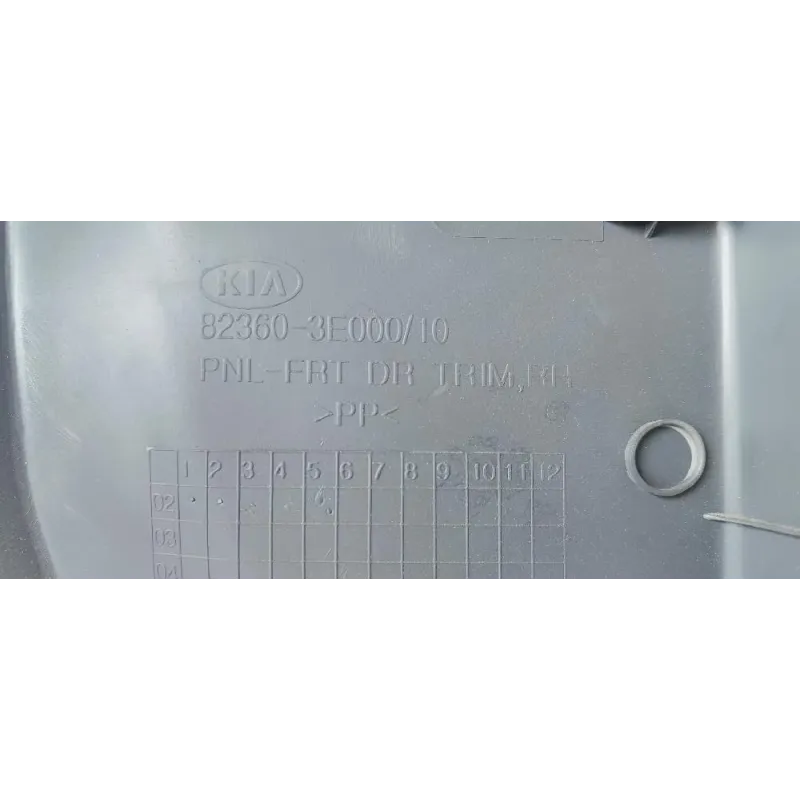 KIA
82360-3E000/10
PNL-FRT DR TRIM, RH
>PP<
1 2 3 4 5 6 7 8 9 10 11 12
02
03
04